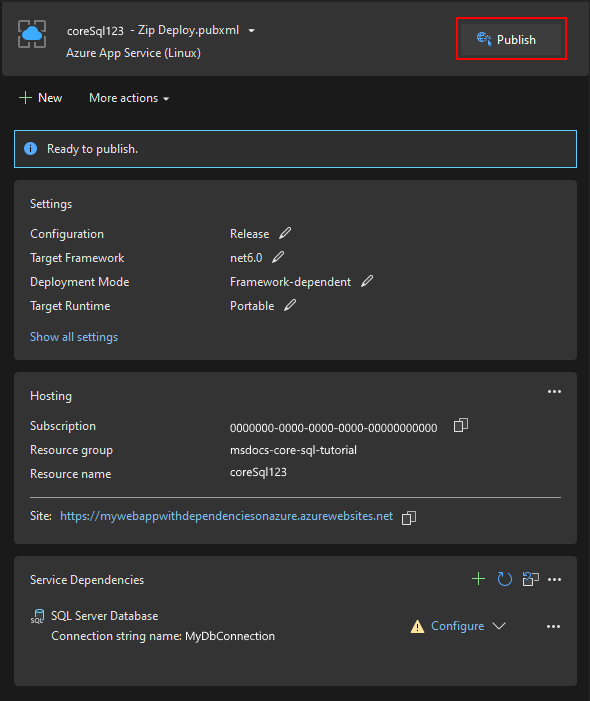 coreSql123 - Zip Deploy.pubxml
Azure App Service (Linux)
Publish
New
More actions
Ready to publish.
Settings
Configuration Release
Target Framework net6.0
Deployment Mode Framework-dependent
Target Runtime Portable
Show all settings
Hosting
Subscription 0000000-0000-0000-0000-00000000000
Resource group msdocs-core-sql-tutorial
Resource name coreSql123
Site: https://mywebappwithdependenciesonazure.azurewebsites.net
Service Dependencies
SQL
SQL Server Database
Connection string name: MyDbConnection
Configure